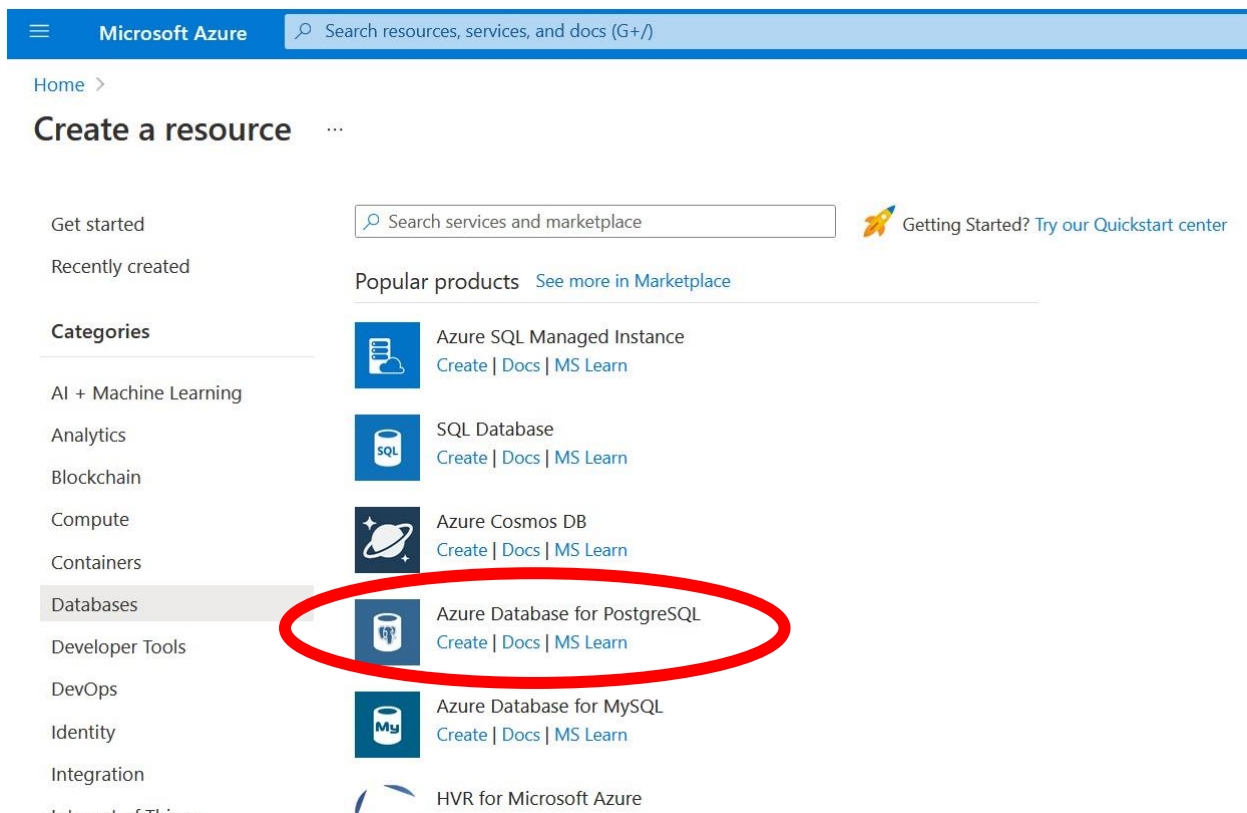 Microsoft Azure
Search resources, services, and docs (G+/)
Home >
Create a resource ...
Get started
Recently created
Categories
AI + Machine Learning
Analytics
Blockchain
Compute
Containers
Databases
Developer Tools
DevOps
Identity
Integration
Search services and marketplace
Getting Started? Try our Quickstart center
Popular products See more in Marketplace
Azure SQL Managed Instance
Create | Docs | MS Learn
SQL
SQL Database
Create | Docs | MS Learn
Azure Cosmos DB
Create | Docs | MS Learn
Azure Database for PostgreSQL
Create | Docs | MS Learn
My
Azure Database for MySQL
Create | Docs | MS Learn
HVR for Microsoft Azure